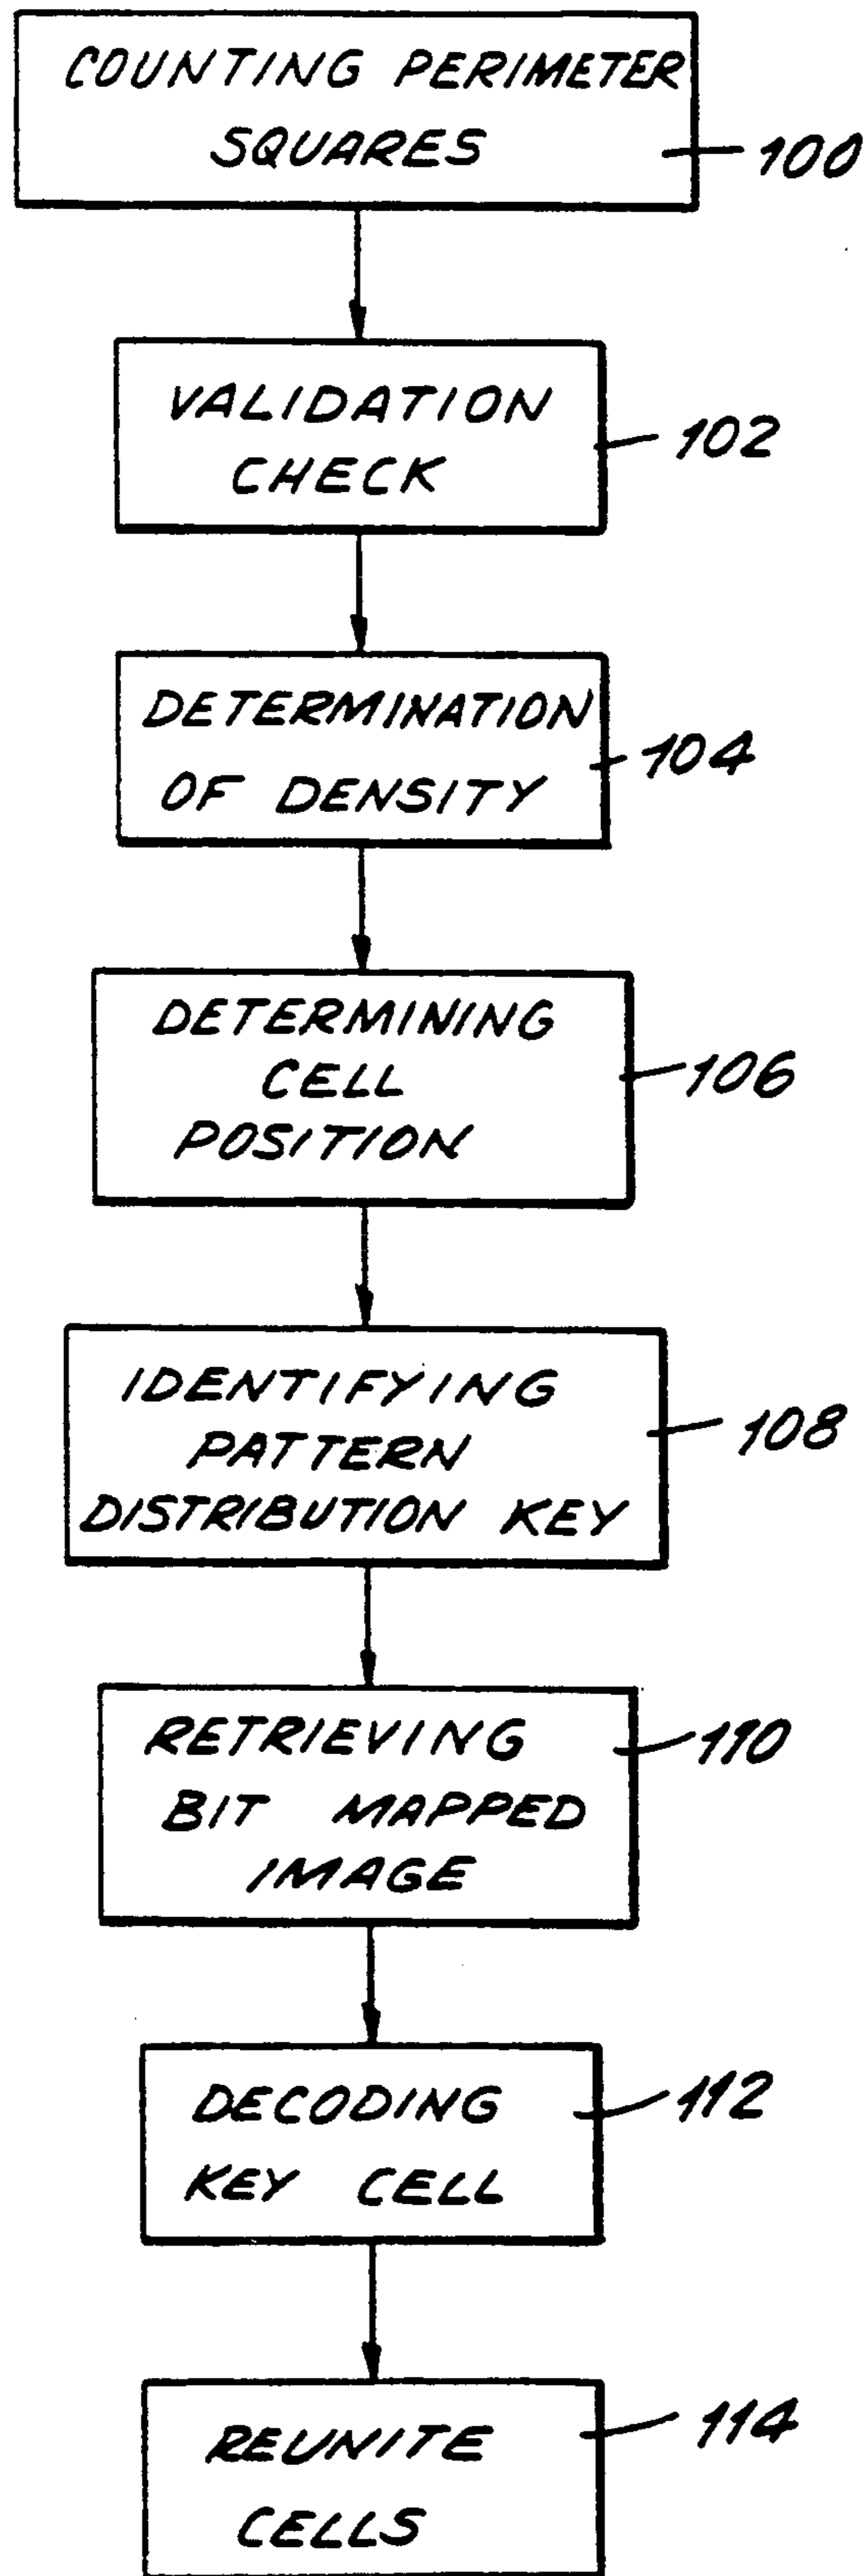 COUNTING PERIMETER
SQUARES
100
VALIDATION
CHECK
102
DETERMINATION
OF DENSITY
104
DETERMINING
CELL
POSITION
106
IDENTIFYING
PATTERN
DISTRIBUTION KEY
108
RETRIEVING
BIT MAPPED
IMAGE
110
DECODING
KEY CELL
112
REUNITE
CELLS
114